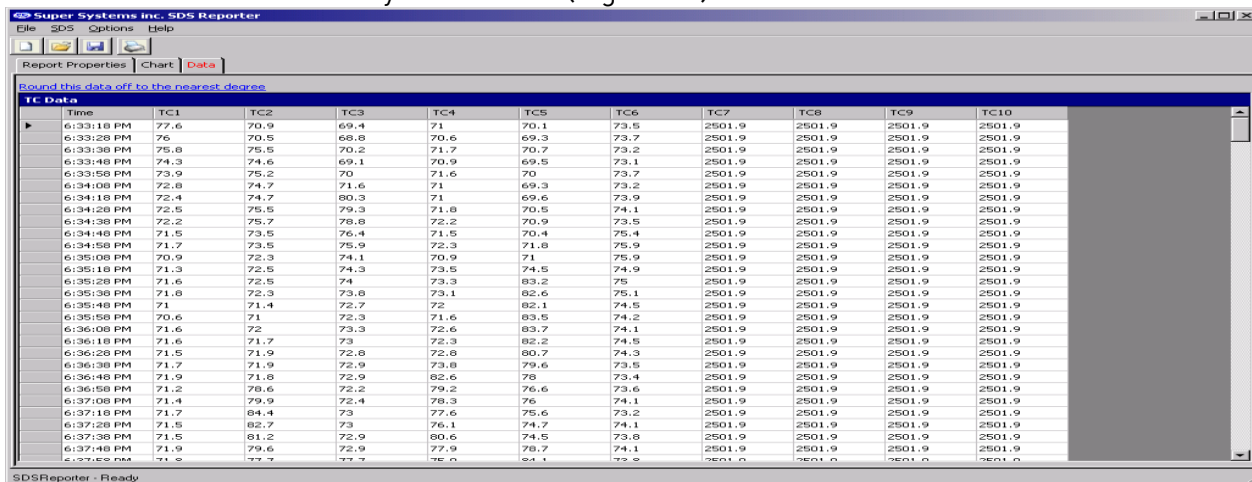 Super Systems inc. SDS Reporter
File SDS Options Help
Report Properties Chart Data
Round this data off to the nearest degree
TC Data
Time TC1 TC2 TC3 TC4 TC5 TC6 TC7 TC8 TC9 TC10
6:33:18 PM 77.6 70.9 69.4 71 70.1 73.5 2501.9 2501.9 2501.9 2501.9
6:33:28 PM 76 70.5 68.8 70.6 69.3 73.7 2501.9 2501.9 2501.9 2501.9
6:33:38 PM 75.8 75.5 70.2 71.7 70.7 73.2 2501.9 2501.9 2501.9 2501.9
6:33:48 PM 74.3 74.6 69.1 70.9 69.5 73.1 2501.9 2501.9 2501.9 2501.9
6:33:58 PM 73.9 75.2 70 71.6 70 73.7 2501.9 2501.9 2501.9 2501.9
6:34:08 PM 72.8 74.7 71.6 71 69.3 73.2 2501.9 2501.9 2501.9 2501.9
6:34:18 PM 72.4 74.7 80.3 71 69.6 73.9 2501.9 2501.9 2501.9 2501.9
6:34:28 PM 72.5 75.5 79.3 71.8 70.5 74.1 2501.9 2501.9 2501.9 2501.9
6:34:38 PM 72.2 75.7 78.8 72.2 70.9 73.5 2501.9 2501.9 2501.9 2501.9
6:34:48 PM 71.5 73.5 76.4 71.5 70.4 75.4 2501.9 2501.9 2501.9 2501.9
6:34:58 PM 71.7 73.5 75.9 72.3 71.8 75.9 2501.9 2501.9 2501.9 2501.9
6:35:08 PM 70.9 72.3 74.1 70.9 71 75.9 2501.9 2501.9 2501.9 2501.9
6:35:18 PM 71.3 72.5 74.3 73.5 74.5 74.9 2501.9 2501.9 2501.9 2501.9
6:35:28 PM 71.6 72.5 74 73.3 83.2 75 2501.9 2501.9 2501.9 2501.9
6:35:38 PM 71.8 72.3 73.8 73.1 82.6 75.1 2501.9 2501.9 2501.9 2501.9
6:35:48 PM 71 71.4 72.7 72 82.1 74.5 2501.9 2501.9 2501.9 2501.9
6:35:58 PM 70.6 71 72.3 71.6 83.5 74.2 2501.9 2501.9 2501.9 2501.9
6:36:08 PM 71.6 72 73.3 72.6 83.7 74.1 2501.9 2501.9 2501.9 2501.9
6:36:18 PM 71.6 71.7 73 72.3 82.2 74.5 2501.9 2501.9 2501.9 2501.9
6:36:28 PM 71.5 71.9 72.8 72.8 80.7 74.3 2501.9 2501.9 2501.9 2501.9
6:36:38 PM 71.7 71.9 72.9 73.8 79.6 73.5 2501.9 2501.9 2501.9 2501.9
6:36:48 PM 71.9 71.8 72.9 82.6 78 73.4 2501.9 2501.9 2501.9 2501.9
6:36:58 PM 71.2 78.6 72.2 79.2 76.6 73.6 2501.9 2501.9 2501.9 2501.9
6:37:08 PM 71.4 79.9 72.4 78.3 76 74.1 2501.9 2501.9 2501.9 2501.9
6:37:18 PM 71.7 84.4 73 77.6 75.6 73.2 2501.9 2501.9 2501.9 2501.9
6:37:28 PM 71.5 82.7 73 76.1 74.7 74.1 2501.9 2501.9 2501.9 2501.9
6:37:38 PM 71.5 81.2 72.9 80.6 74.5 73.8 2501.9 2501.9 2501.9 2501.9
6:37:48 PM 71.9 79.6 72.9 77.9 78.7 74.1 2501.9 2501.9 2501.9 2501.9
SDSReporter - Ready